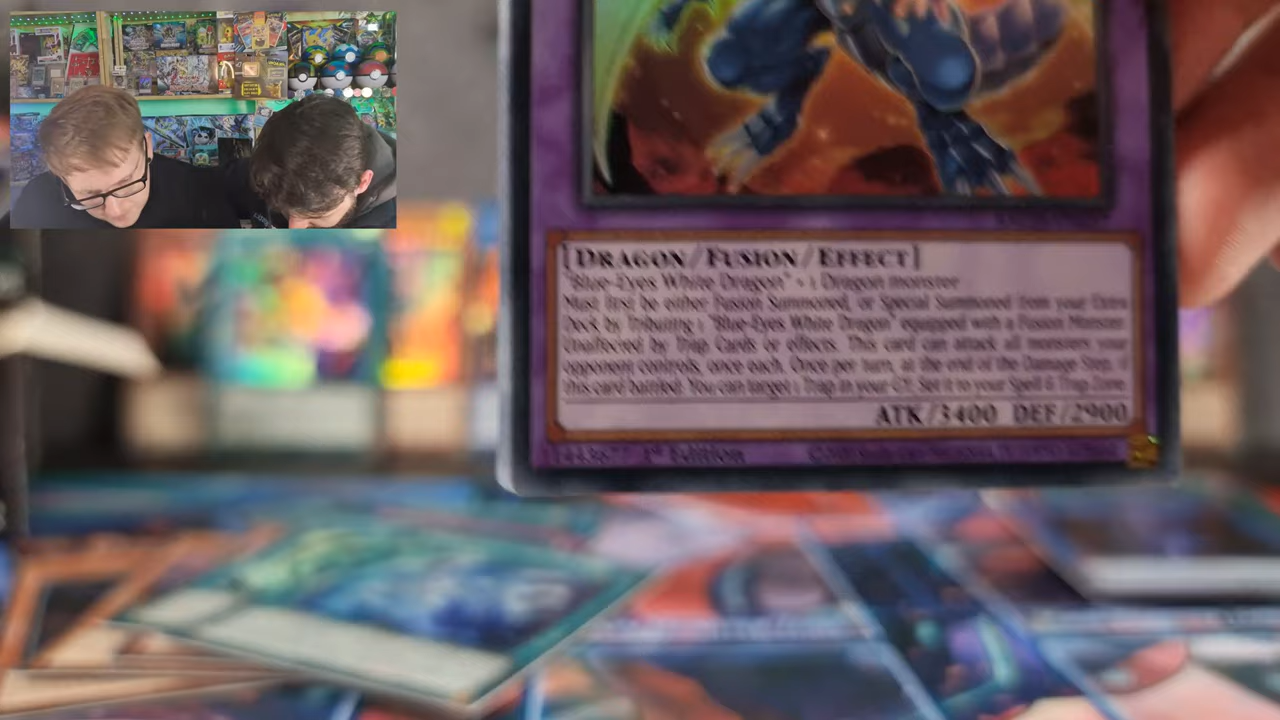 [DRAGON/FUSION/EFFECT]
"Blue-Eyes White Dragon" + 1 Dragon monster
Must first be either Fusion Summoned, or Special Summoned from your Extra
Deck by Tributing 1 "Blue-Eyes White Dragon" equipped with a Fusion Monster.
Unaffected by Trap Cards or effects. This card can attack all monsters your
opponent controls, once each. Once per turn, at the end of the Damage Step, if
this card battled: You can target 1 Trap in your GY; Set it to your Spell & Trap Zone.
ATK/3400 DEF/2900
1st Edition